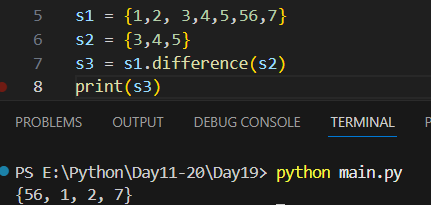 5 s1 = {1,2, 3,4,5,56,7}
6 s2 = {3,4,5}
7 s3 = s1.difference(s2)
8 print(s3)
PROBLEMS OUTPUT DEBUG CONSOLE TERMINAL
PS E:\Python\Day11-20\Day19> python main.py
{56, 1, 2, 7}